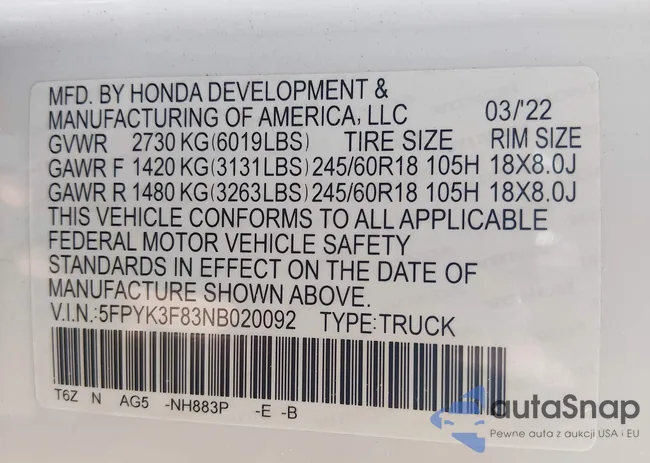 MFD. BY HONDA DEVELOPMENT &
MANUFACTURING OF AMERICA, LLC 03/'22
GVWR 2730 KG(6019LBS) TIRE SIZE RIM SIZE
GAWR F 1420 KG(3131LBS) 245/60R18 105H 18X8.0J
GAWR R 1480 KG(3263LBS) 245/60R18 105H 18X8.0J
THIS VEHICLE CONFORMS TO ALL APPLICABLE
FEDERAL MOTOR VEHICLE SAFETY
STANDARDS IN EFFECT ON THE DATE OF
MANUFACTURE SHOWN ABOVE.
V.I.N.:5FPYK3F83NB020092 TYPE:TRUCK
T6Z N AG5 -NH883P -E -B
autaSnap
Pewne auta z aukcji USA i EU